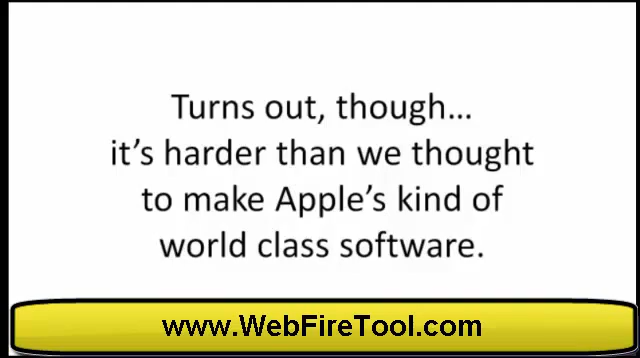 Turns out, though…
it’s harder than we thought
to make Apple’s kind of
world class software.
www.WebFireTool.com